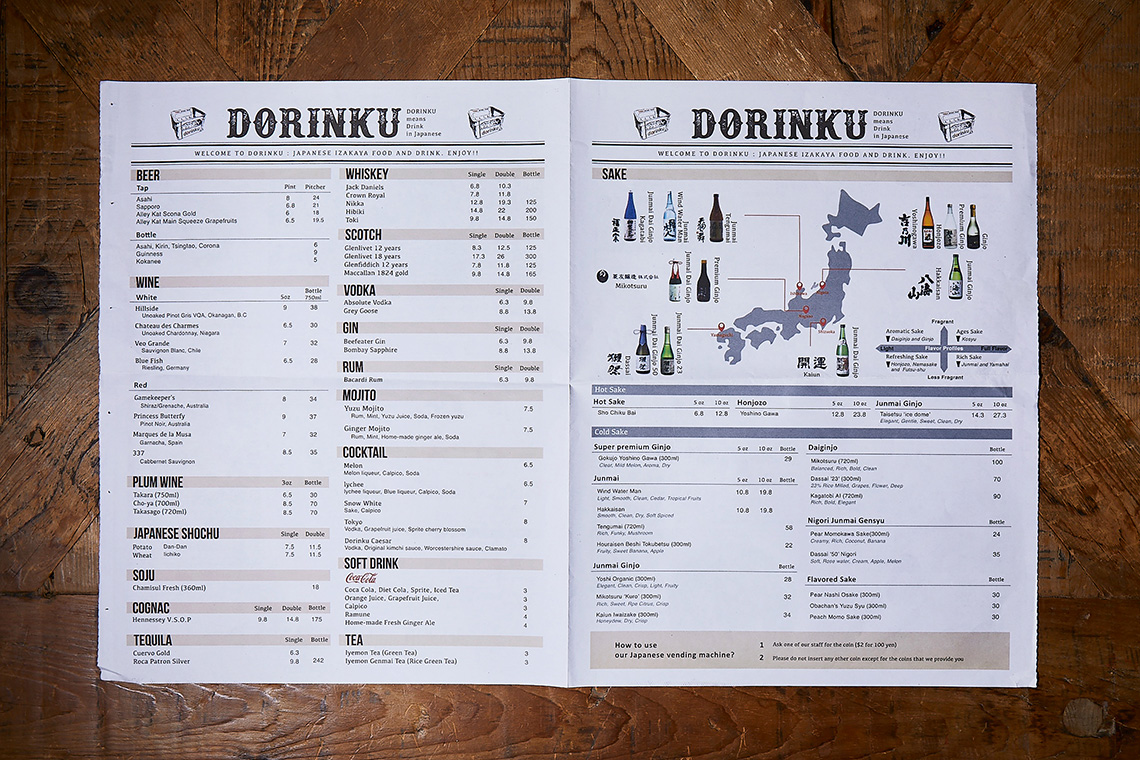 DORINKU
DORINKU
means
Drink
in Japanese
WELCOME TO DORINKU : JAPANESE IZAKAYA FOOD AND DRINK. ENJOY!!
BEER
Tap Pint Pitcher
Asahi 8 24
Sapporo 6.8 21
Alley Kat Scona Gold 6 18
Alley Kat Main Squeeze Grapefruits 6.5 19.5
Bottle
Asahi, Kirin, Tsingtao, Corona 6
Guinness 9
Kokanee 5
WINE
White 5oz Bottle 750ml
Hillside 9 38
Unoaked Pinot Gris VQA, Okanagan, B.C
Chateau des Charmes 6.5 30
Unoaked Chardonnay, Niagara
Veo Grande 7 32
Sauvignon Blanc, Chile
Blue Fish 6.5 28
Riesling, Germany
Red
Gamekeeper's 8 34
Shiraz/Grenache, Australia
Princess Butterfy 9 37
Pinot Noir, Australia
Marques de la Musa 7 32
Garnacha, Spain
337 8.5 35
Cabbernet Sauvignon
PLUM WINE 3oz Bottle
Takara (750ml) 6.5 30
Cho-ya (700ml) 8.5 70
Takasago (720ml) 8.5 70
JAPANESE SHOCHU Single Double
Potato Dan-Dan 7.5 11.5
Wheat Iichiko 7.5 11.5
SOJU
Chamisul Fresh (360ml) 18
COGNAC Single Double Bottle
Hennessey V.S.O.P 9.8 14.8 175
TEQUILA Single Bottle
Cuervo Gold 6.3
Roca Patron Silver 9.8 242
WHISKEY Single Double Bottle
Jack Daniels 6.8 10.3
Crown Royal 7.8 11.8
Nikka 12.8 19.3 125
Hibiki 14.8 22 200
Toki 9.8 14.8 150
SCOTCH Single Double Bottle
Glenlivet 12 years 8.3 12.5 125
Glenlivet 18 years 17.3 26 300
Glenfiddich 12 years 7.8 11.8 125
Maccallan 1824 gold 9.8 14.8 165
VODKA Single Double
Absolute Vodka 6.3 9.8
Grey Goose 8.8 13.8
GIN Single Double
Beefeater Gin 6.3 9.8
Bombay Sapphire 8.8 13.8
RUM Single Double
Bacardi Rum 6.3 9.8
MOJITO
Yuzu Mojito 7.5
Rum, Mint, Yuzu Juice, Soda, Frozen yuzu
Ginger Mojito 7.5
Rum, Mint, Home-made ginger ale, Soda
COCKTAIL
Melon 6.5
Melon liqueur, Calpico, Soda
lychee 6.5
lychee liqueur, Blue liqueur, Calpico, Soda
Snow White 7
Sake, Calpico
Tokyo 8
Vodka, Grapefruit juice, Sprite cherry blossom
Dorinku Caesar 8
Vodka, Original kimchi sauce, Worcestershire sauce, Clamato
SOFT DRINK
Coca-Cola
Coca Cola, Diet Cola, Sprite, Iced Tea 3
Orange Juice, Grapefruit Juice, 3
Calpico 3
Ramune 4
Home-made Fresh Ginger Ale 4
TEA
Iyemon Tea (Green Tea) 3
Iyemon Genmai Tea (Rice Green Tea) 3
DORINKU
DORINKU
means
Drink
in Japanese
WELCOME TO DORINKU : JAPANESE IZAKAYA FOOD AND DRINK. ENJOY!!
SAKE
Junmai Dai Ginjo
Kagatabi
Wind Water Man
Junmai
Junmai
Tengumai
Yoshinogawa
Honjozo
Premium Ginjo
Ginjo
Mikotsuru
Junmai Dai Ginjo
Premium Ginjo
八海山
Hakkaisan
Junmai Ginjo
Dassai
Junmai Dai Ginjo 50
Junmai Dai Ginjo 23
開運
Kaiun
Junmai Dai Ginjo
Shizuoka
Fragrant
Aromatic Sake
Daiginjo and Ginjo
Ages Sake
Kosyu
Light Flavor Profiles Full Flavor
Refreshing Sake
Honjozo, Namasake
and Futsu-shu
Rich Sake
Junmai and Yamahai
Less Fragrant
Hot Sake
Hot Sake 5 oz 10 oz
Sho Chiku Bai 6.8 12.8
Honjozo 5 oz 10 oz
Yoshino Gawa 12.8 23.8
Junmai Ginjo 5 oz 10 oz
Taisetsu 'ice dome' 14.3 27.3
Elegant, Gentle, Sweet, Clean, Dry
Cold Sake
Super premium Ginjo 5 oz 10 oz Bottle
Gokujo Yoshino Gawa (300ml) 29
Clear, Mild Melon, Aroma, Dry
Junmai 5 oz 10 oz Bottle
Wind Water Man 10.8 19.8
Light, Smooth, Clean, Cedar, Tropical Fruits
Hakkaisan 10.8 19.8
Smooth, Clean, Dry, Soft Spiced
Tengumai (720ml) 58
Rich, Funky, Mushroom
Houraisen Beshi Tokubetsu (300ml) 22
Fruity, Sweet Banana, Apple
Junmai Ginjo Bottle
Yoshi Organic (300ml) 28
Elegant, Clean, Crisp, Light, Fruity
Mikotsuru 'Kuro' (300ml) 32
Rich, Sweet, Ripe Citrus, Crisp
Kaiun Iwaizake (300ml) 34
Honeydew, Dry, Crisp
Daiginjo Bottle
Mikotsuru (720ml) 100
Balanced, Rich, Bold, Clean
Dassai '23' (300ml) 70
23% Rice Milled, Grapes, Flower, Deep
Kagatobi AI (720ml) 90
Rich, Bold, Elegant
Nigori Junmai Gensyu Bottle
Pear Momokawa Sake(300ml) 24
Creamy, Rich, Coconut, Banana
Dassai '50' Nigori 35
Soft, Rose water, Cream, Apple, Melon
Flavored Sake Bottle
Pear Nashi Osake (300ml) 30
Obachan's Yuzu Syu (300ml) 30
Peach Momo Sake (300ml) 30
How to use
our Japanese vending machine?
1 Ask one of our staff for the coin ($2 for 100 yen)
2 Please do not insert any other coin except for the coins that we provide you